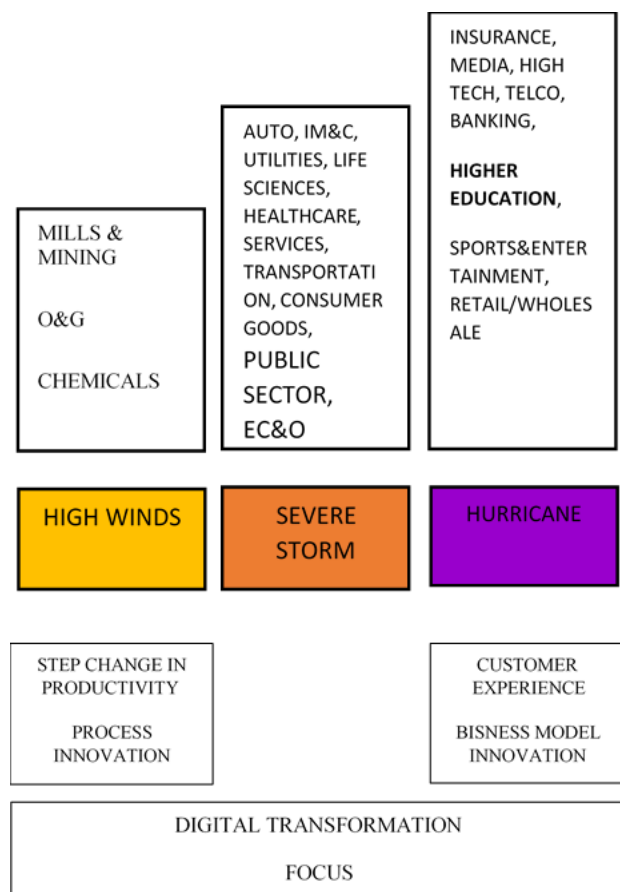 MILLS &
MINING
O&G
CHEMICALS
AUTO, IM&C,
UTILITIES, LIFE
SCIENCES,
HEALTHCARE,
SERVICES,
TRANSPORTATI
ON, CONSUMER
GOODS,
PUBLIC
SECTOR,
EC&O
INSURANCE,
MEDIA, HIGH
TECH, TELCO,
BANKING,
HIGHER
EDUCATION,
SPORTS&ENTER
TAINMENT,
RETAIL/WHOLES
ALE
HIGH WINDS
SEVERE
STORM
HURRICANE
STEP CHANGE IN
PRODUCTIVITY
PROCESS
INNOVATION
CUSTOMER
EXPERIENCE
BISNESS MODEL
INNOVATION
DIGITAL TRANSFORMATION
FOCUS